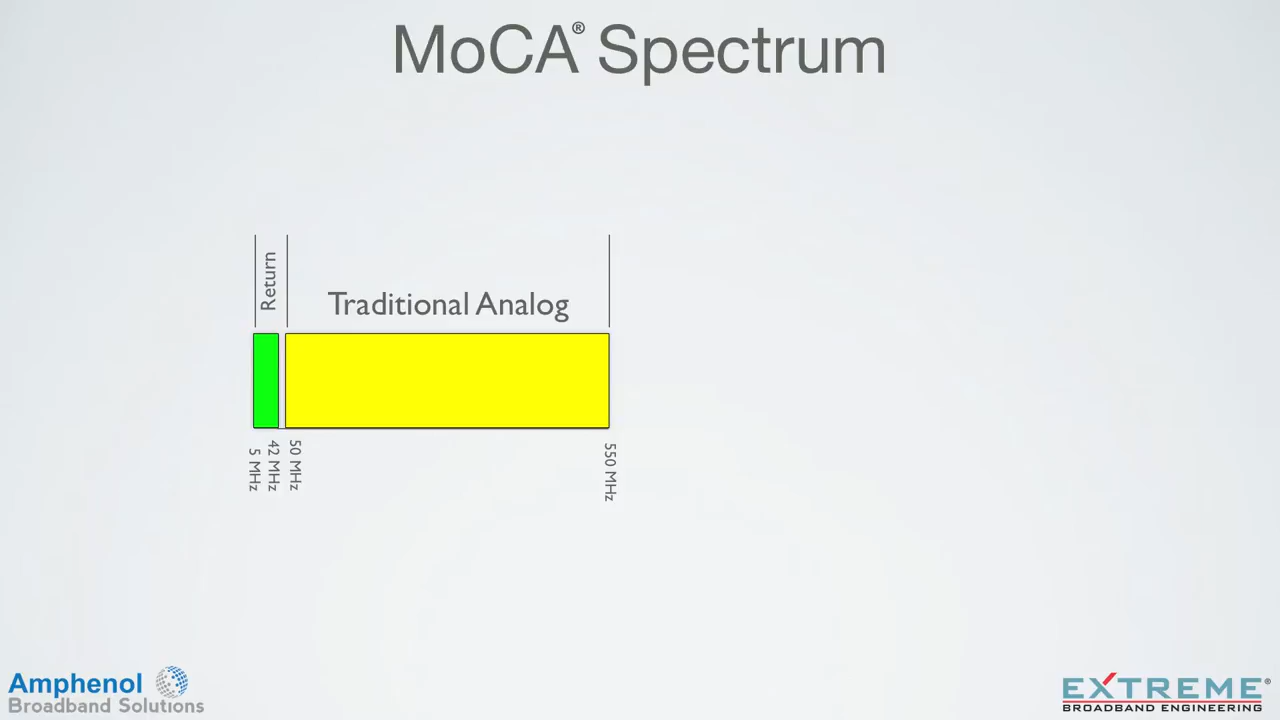 MoCA® Spectrum
Return
Traditional Analog
5 MHz
42 MHz
50 MHz
550 MHz
Amphenol
Broadband Solutions
EXTREME®
BROADBAND ENGINEERING